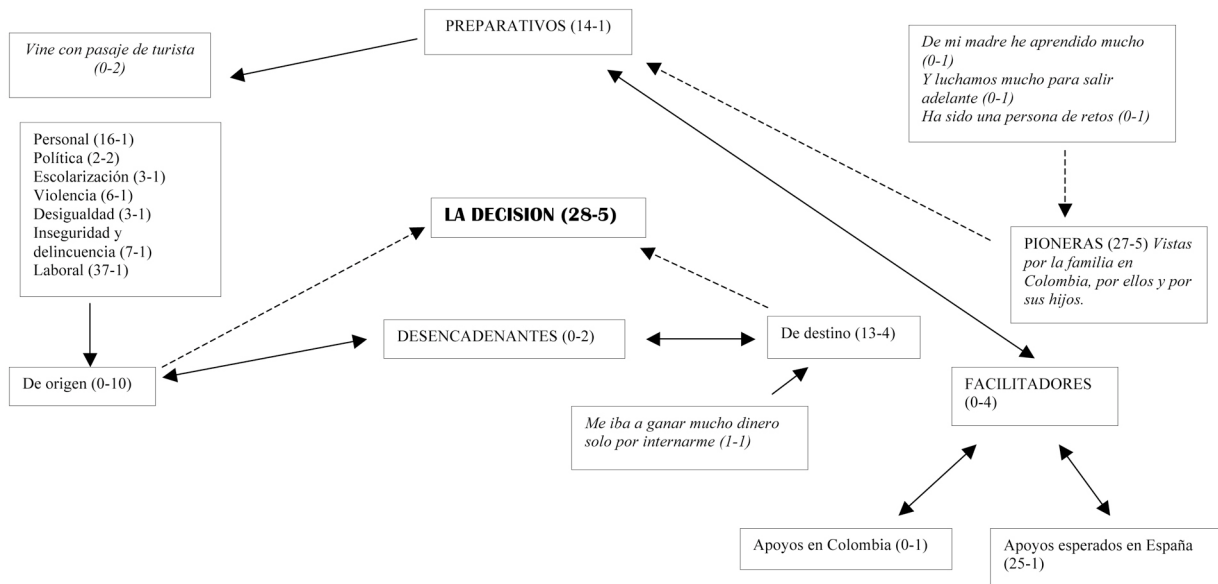 PREPARATIVOS (14-1)
Vine con pasaje de turista
(0-2)
De mi madre he aprendido mucho
(0-1)
Y luchamos mucho para salir
adelante (0-1)
Ha sido una persona de retos (0-1)
Personal (16-1)
Política (2-2)
Escolarización (3-1)
Violencia (6-1)
Desigualdad (3-1)
Inseguridad y
delincuencia (7-1)
Laboral (37-1)
LA DECISION (28-5)
PIONERAS (27-5) Vistas
por la familia en
Colombia, por ellos y por
sus hijos.
DESENCADENANTES (0-2)
De destino (13-4)
De origen (0-10)
FACILITADORES
(0-4)
Me iba a ganar mucho dinero
solo por internarme (1-1)
Apoyos en Colombia (0-1)
Apoyos esperados en España
(25-1)